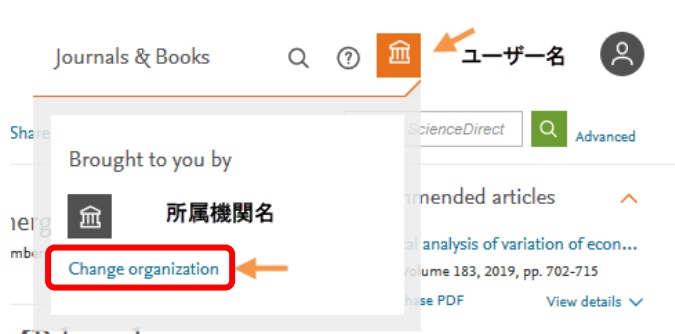 Journals & Books
ユーザー名
Share
ScienceDirect
Advanced
Brought to you by
mended articles
所属機関名
al analysis of variation of econ...
Change organization
olume 183, 2019, pp. 702-715
hase PDF
View details